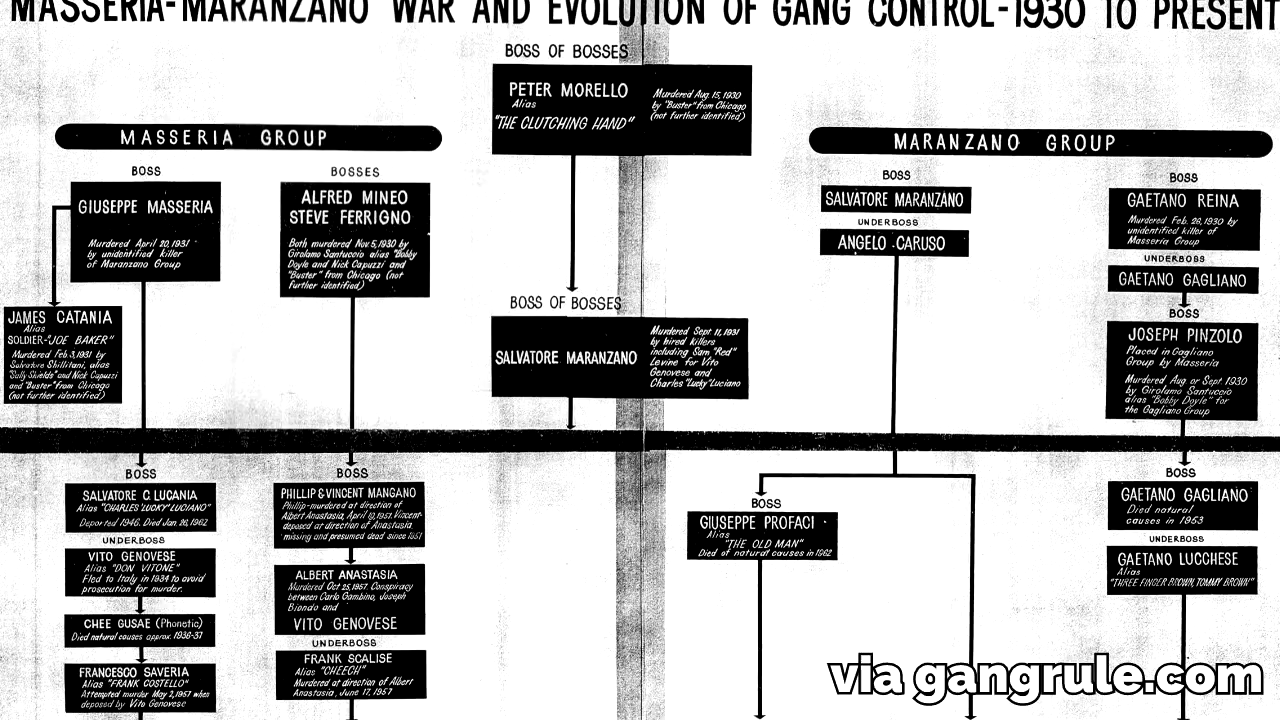 MASSERIA-MARANZANO WAR AND EVOLUTION OF GANG CONTROL-1930 TO PRESENT
BOSS OF BOSSES
PETER MORELLO
Alias
"THE CLUTCHING HAND"
Murdered Aug. 15, 1930
by "Buster" from Chicago
(not further identified)
MASSERIA GROUP
BOSS
GIUSEPPE MASSERIA
Murdered April 20, 1931
by unidentified killer
of Maranzano Group
JAMES CATANIA
Alias
SOLDIER-"JOE BAKER"
Murdered Feb. 3, 1931 by
Salvatore Shillitani, alias
"Sally Shields" and Nick Capuzzi
and "Buster" from Chicago
(not further identified)
BOSSES
ALFRED MINEO
STEVE FERRIGNO
Both murdered Nov. 5, 1930 by
Girolamo Santuccio alias "Bobby
Doyle and Nick Capuzzi and
"Buster" from Chicago (not
further identified)
BOSS OF BOSSES
SALVATORE MARANZANO
Murdered Sept. 11, 1931
by hired killers
including Sam "Red"
Levine for Vito
Genovese and
Charles "Lucky" Luciano
MARANZANO GROUP
BOSS
SALVATORE MARANZANO
UNDERBOSS
ANGELO CARUSO
BOSS
GAETANO REINA
Murdered Feb. 26, 1930 by
unidentified killer of
Masseria Group
UNDERBOSS
GAETANO GAGLIANO
BOSS
JOSEPH PINZOLO
Placed in Gagliano
Group by Masseria
Murdered Aug or Sept 1930
by Girolamo Santuccio
alias "Bobby Doyle" for
the Gagliano Group
BOSS
SALVATORE C. LUCANIA
Alias "CHARLES "LUCKY" LUCIANO"
Deported 1946. Died Jan. 26, 1962
UNDERBOSS
VITO GENOVESE
Alias "DON VITONE"
Fled to Italy in 1934 to avoid
prosecution for murder.
CHEE GUSAE (Phonetic)
Died natural causes approx. 1936-37
FRANCESCO SAVERIA
Alias "FRANK COSTELLO"
Attempted murder May 2, 1957 when
deposed by Vito Genovese
BOSS
PHILLIP & VINCENT MANGANO
Phillip-murdered at direction of
Albert Anastasia, April 19, 1951. Vincent-
deposed at direction of Anastasia,
missing and presumed dead since 1951
ALBERT ANASTASIA
Murdered Oct 25, 1957. Conspiracy
between Carlo Gambino, Joseph
Biondo and
VITO GENOVESE
UNDERBOSS
FRANK SCALISE
Alias "CHEECH"
Murdered at direction of Albert
Anastasia, June 17, 1957
BOSS
GIUSEPPE PROFACI
Alias
"THE OLD MAN"
Died of natural causes in 1962
BOSS
GAETANO GAGLIANO
Died natural
causes in 1953
UNDERBOSS
GAETANO LUCCHESE
Alias
"THREE FINGER BROWN, TOMMY BROWN"
via gangrule.com